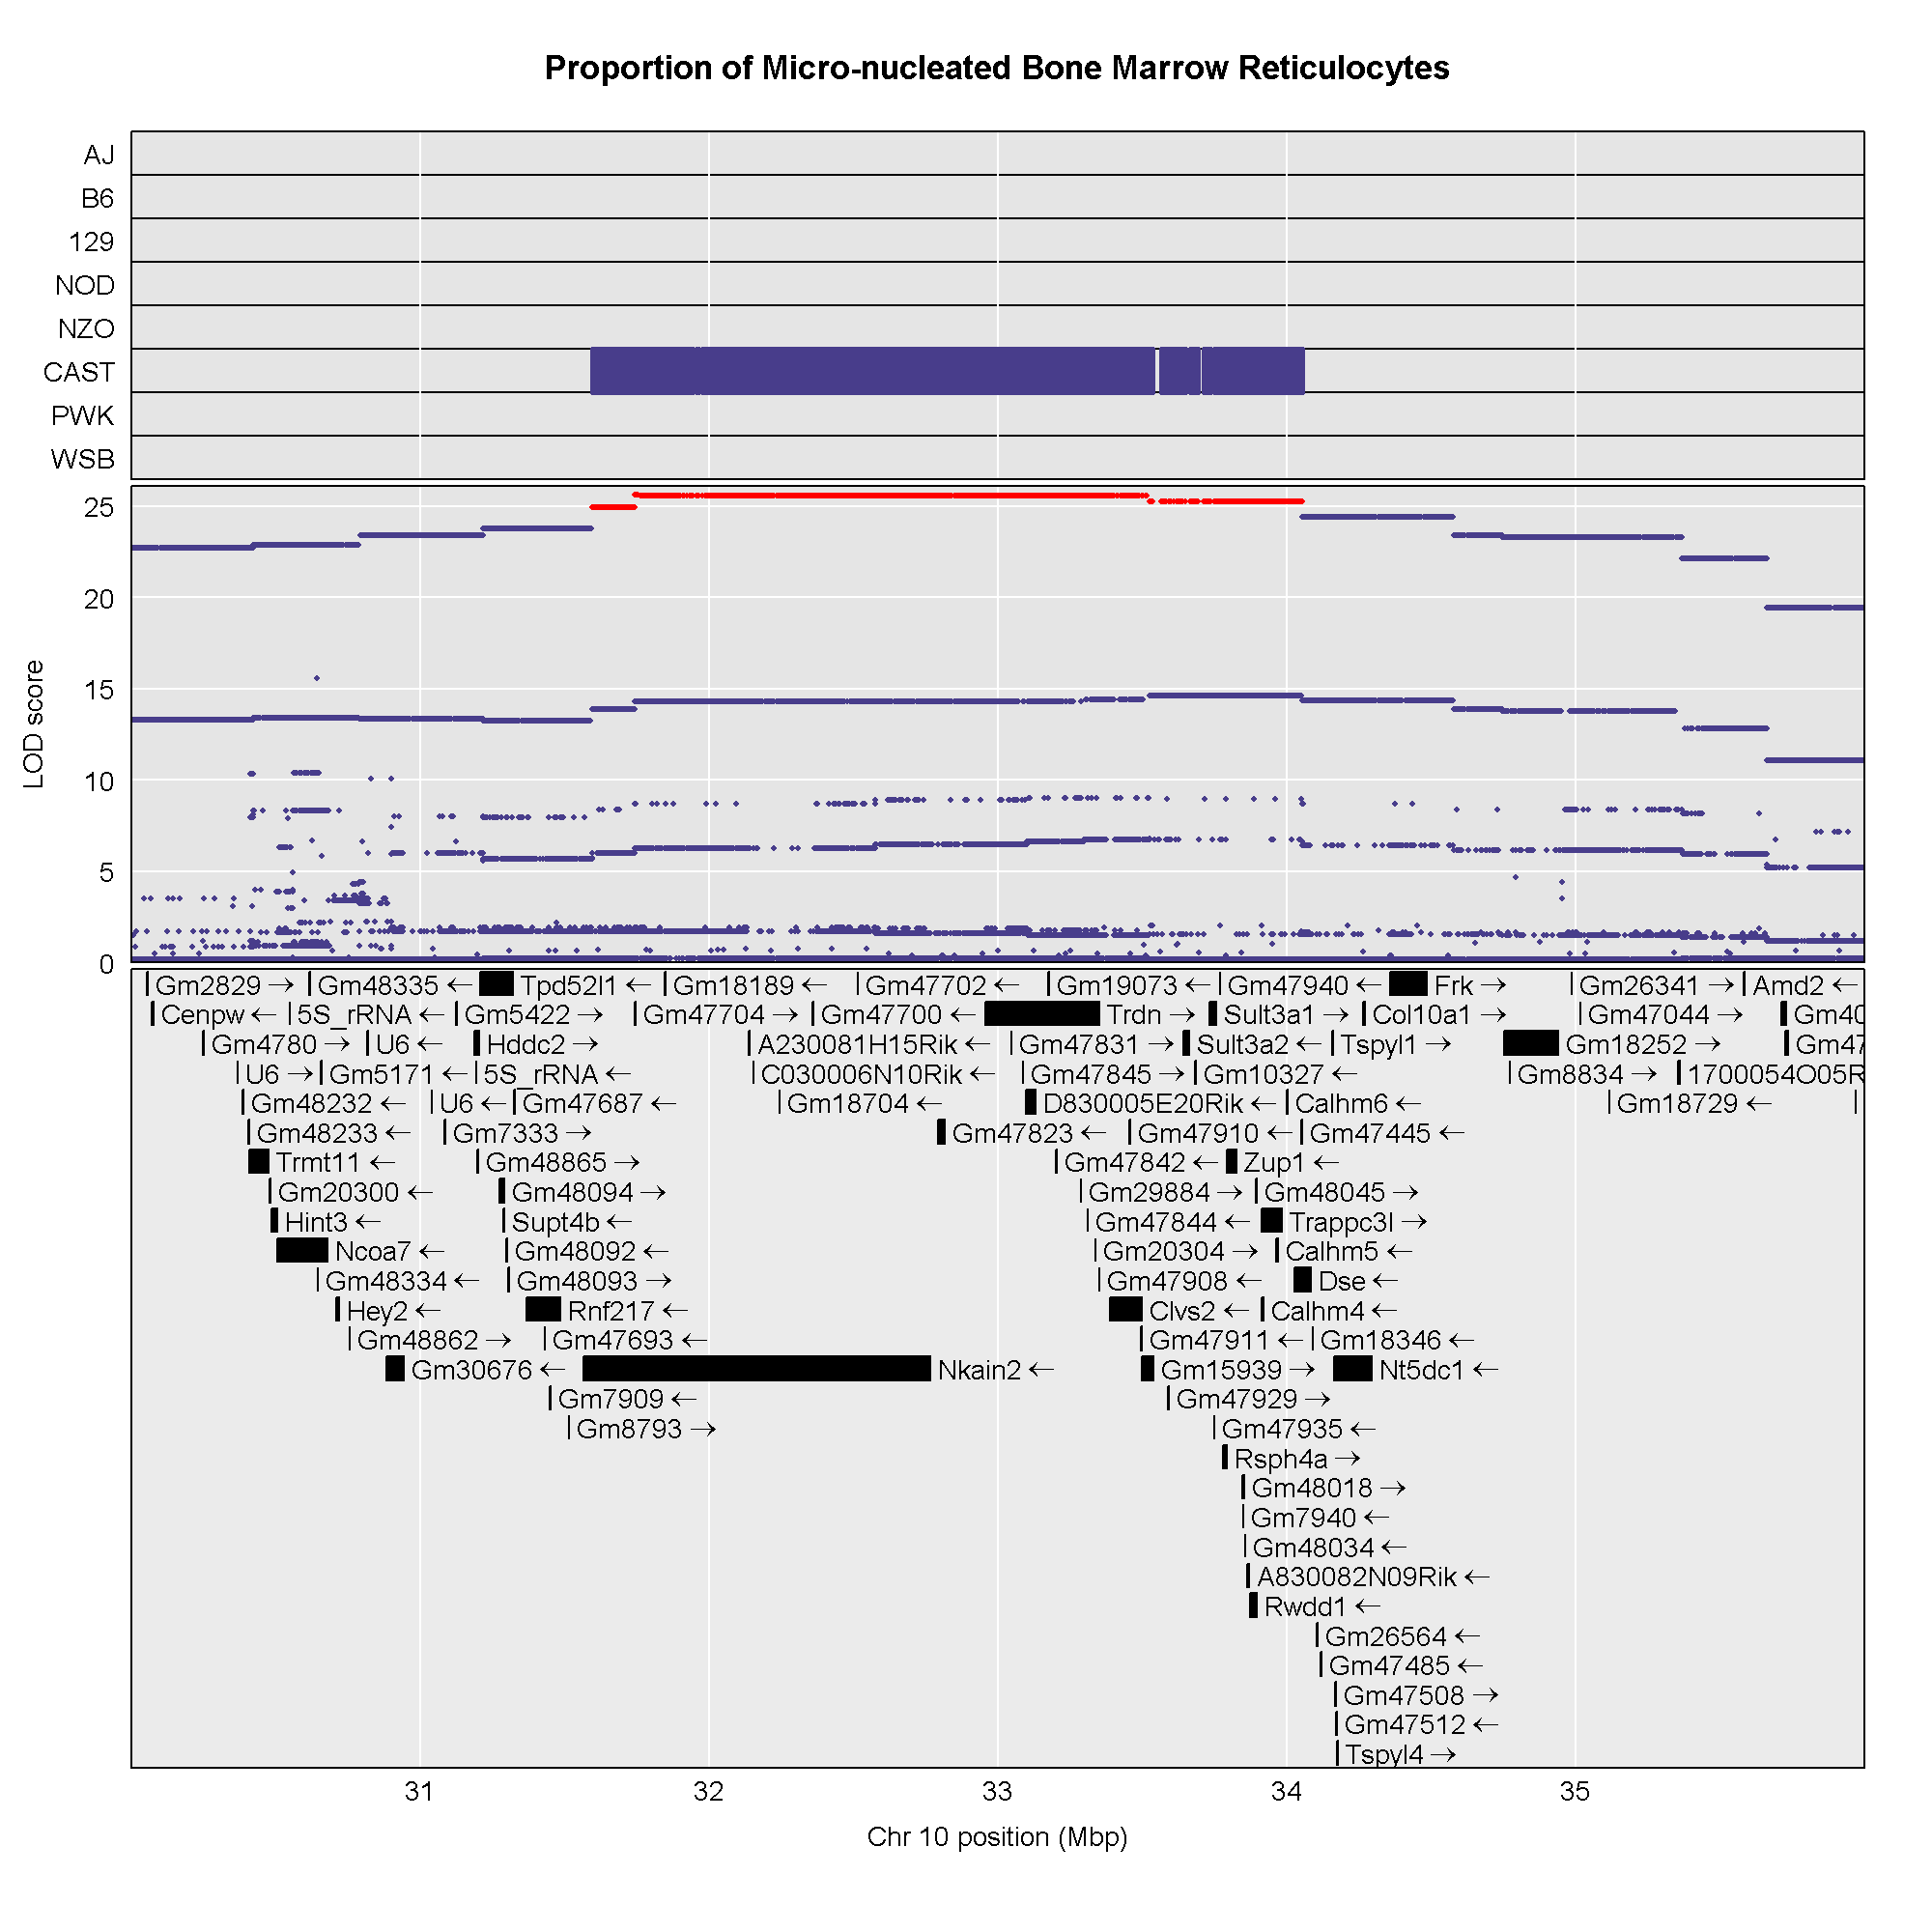 Proportion of Micro-nucleated Bone Marrow Reticulocytes
AJ
B6
129
NOD
NZO
CAST
PWK
WSB
25
20
15
10
5
0
LOD score
Gm2829 → Gm48335 ← Tpd52l1 ← Gm18189 ← Gm47702 ← Gm19073 ← Gm47940 ← Frk → Gm26341 → Amd2 ←
Cenpw ← 5S_rRNA ← Gm5422 → Gm47704 → Gm47700 ← Trdn → Sult3a1 → Col10a1 → Gm47044 → Gm40
Gm4780 → U6 ← Hddc2 → A230081H15Rik ← Gm47831 → Sult3a2 ← Tspyl1 → Gm18252 → Gm47
U6 → Gm5171 ← 5S_rRNA ← C030006N10Rik ← Gm47845 → Gm10327 ← Gm8834 → 1700054O05R
Gm48232 ← U6 ← Gm47687 ← Gm18704 ← D830005E20Rik ← Calhm6 ← Gm18729 ←
Gm48233 ← Gm7333 → Gm47823 ← Gm47910 ← Gm47445 ←
Trmt11 ← Gm48865 → Gm47842 ← Zup1 ←
Gm20300 ← Gm48094 → Gm29884 → Gm48045 →
Hint3 ← Supt4b ← Gm47844 ← Trappc3l →
Ncoa7 ← Gm48092 ← Gm20304 → Calhm5 ←
Gm48334 ← Gm48093 → Gm47908 ← Dse ←
Hey2 ← Rnf217 ← Clvs2 ← Calhm4 ←
Gm48862 → Gm47693 ← Gm47911 ← Gm18346 ←
Gm30676 ← Nkain2 ← Gm15939 → Nt5dc1 ←
Gm7909 ← Gm47929 →
Gm8793 → Gm47935 ←
Rsph4a →
Gm48018 →
Gm7940 ←
Gm48034 ←
A830082N09Rik ←
Rwdd1 ←
Gm26564 ←
Gm47485 ←
Gm47508 →
Gm47512 ←
Tspyl4 →
31 32 33 34 35
Chr 10 position (Mbp)